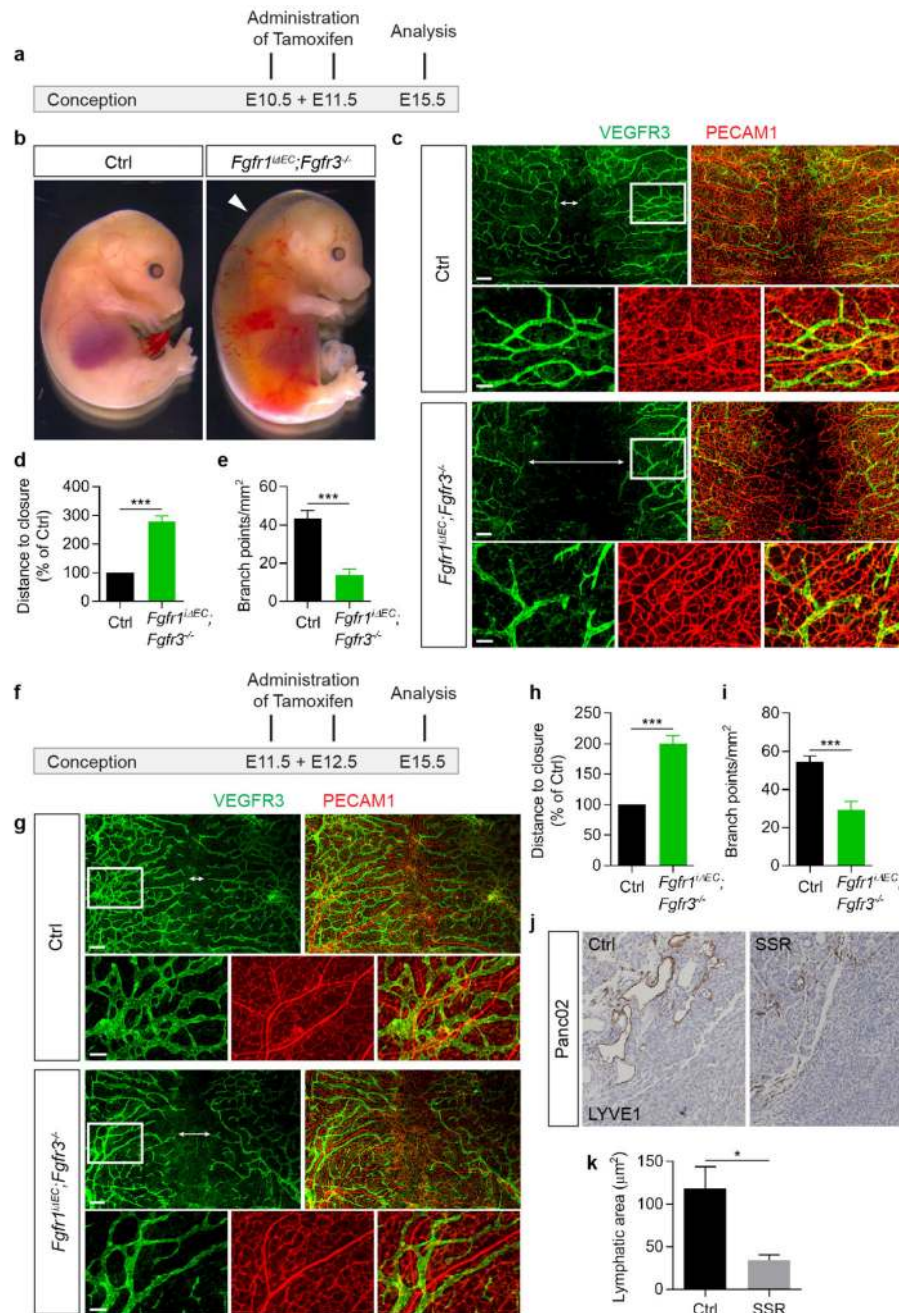 a
Administration
of Tamoxifen
Analysis
Conception
E10.5 + E11.5
E15.5
b
Ctrl
Fgfr1iΔEC;Fgfr3-/-
c
VEGFR3
PECAM1
Ctrl
Fgfr1iΔEC;Fgfr3-/-
d
Distance to closure
(% of Ctrl)
400
300
200
100
0
***
Ctrl
Fgfr1iΔEC;
Fgfr3-/-
e
Branch points/mm²
60
40
20
0
***
Ctrl
Fgfr1iΔEC;
Fgfr3-/-
f
Administration
of Tamoxifen
Analysis
Conception
E11.5 + E12.5
E15.5
g
VEGFR3
PECAM1
Ctrl
Fgfr1iΔEC;Fgfr3-/-
h
Distance to closure
(% of Ctrl)
250
200
150
100
50
0
***
Ctrl
Fgfr1iΔEC;
Fgfr3-/-
i
Branch points/mm²
80
60
40
20
0
***
Ctrl
Fgfr1iΔEC;
Fgfr3-/-
j
Panc02
Ctrl
SSR
LYVE1
k
Lymphatic area (μm²)
150
100
50
0
*
Ctrl
SSR